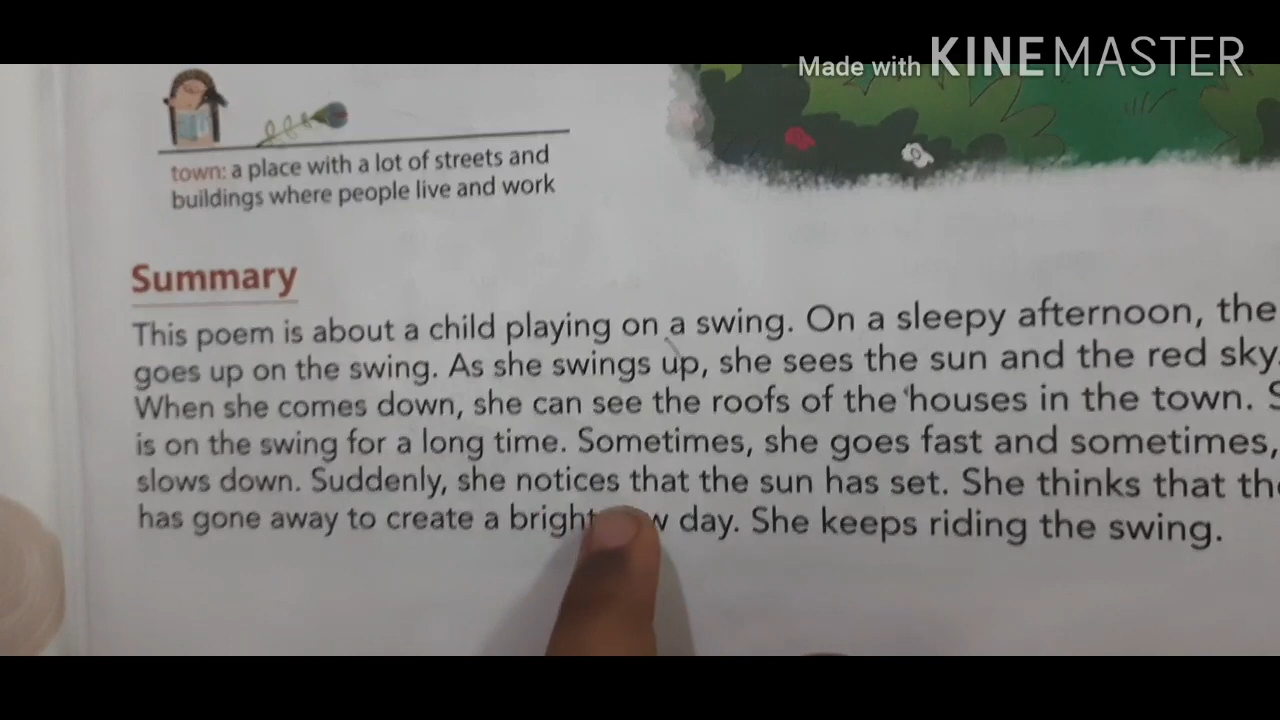 Made with KINEMASTER
town: a place with a lot of streets and
buildings where people live and work
Summary
This poem is about a child playing on a swing. On a sleepy afternoon, the
goes up on the swing. As she swings up, she sees the sun and the red sky.
When she comes down, she can see the roofs of the houses in the town.
is on the swing for a long time. Sometimes, she goes fast and sometimes,
slows down. Suddenly, she notices that the sun has set. She thinks that
has gone away to create a bright day. She keeps riding the swing.